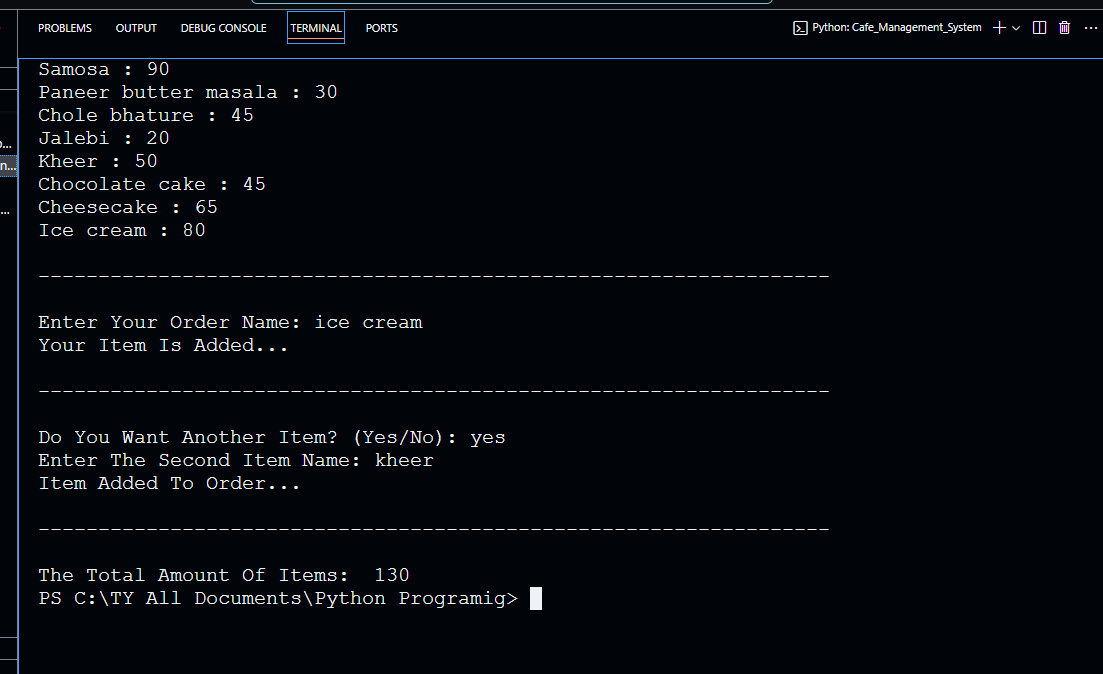 PROBLEMS OUTPUT DEBUG CONSOLE TERMINAL PORTS Python: Cafe_Management_System
Samosa : 90
Paneer butter masala : 30
Chole bhature : 45
Jalebi : 20
Kheer : 50
Chocolate cake : 45
Cheesecake : 65
Ice cream : 80
------------------------------------------------------------------
Enter Your Order Name: ice cream
Your Item Is Added...
------------------------------------------------------------------
Do You Want Another Item? (Yes/No): yes
Enter The Second Item Name: kheer
Item Added To Order...
------------------------------------------------------------------
The Total Amount Of Items:  130
PS C:\TY All Documents\Python Programig>